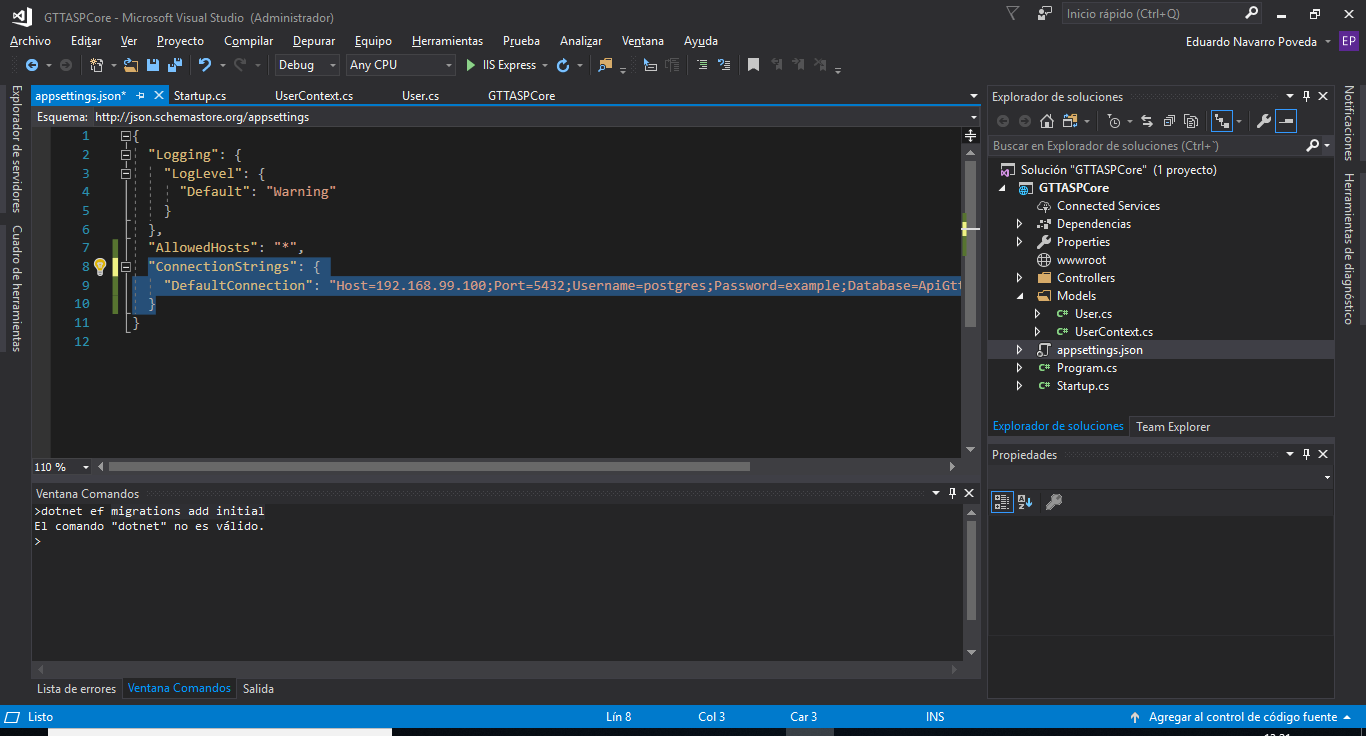 GTTASPCore - Microsoft Visual Studio (Administrador)
Inicio rápido (Ctrl+Q)
Archivo Editar Ver Proyecto Compilar Depurar Equipo Herramientas Prueba Analizar Ventana Ayuda
Eduardo Navarro Poveda EP
Debug Any CPU IIS Express
Explorador de servidores
Cuadro de herramientas
appsettings.json* Startup.cs UserContext.cs User.cs GTTASPCore
Esquema: http://json.schemastore.org/appsettings
1 {
2 "Logging": {
3 "LogLevel": {
4 "Default": "Warning"
5 }
6 },
7 "AllowedHosts": "*",
8 "ConnectionStrings": {
9 "DefaultConnection": "Host=192.168.99.100;Port=5432;Username=postgres;Password=example;Database=ApiGtt
10 }
11 }
12
110 %
Ventana Comandos
>dotnet ef migrations add initial
El comando "dotnet" no es válido.
>
Lista de errores Ventana Comandos Salida
Explorador de soluciones
Buscar en Explorador de soluciones (Ctrl+¨)
Solución "GTTASPCore" (1 proyecto)
GTTASPCore
Connected Services
Dependencias
Properties
wwwroot
Controllers
Models
C# User.cs
C# UserContext.cs
appsettings.json
C# Program.cs
C# Startup.cs
Explorador de soluciones Team Explorer
Propiedades
Notificaciones
Herramientas de diagnóstico
Listo Lín 8 Col 3 Car 3 INS Agregar al control de código fuente